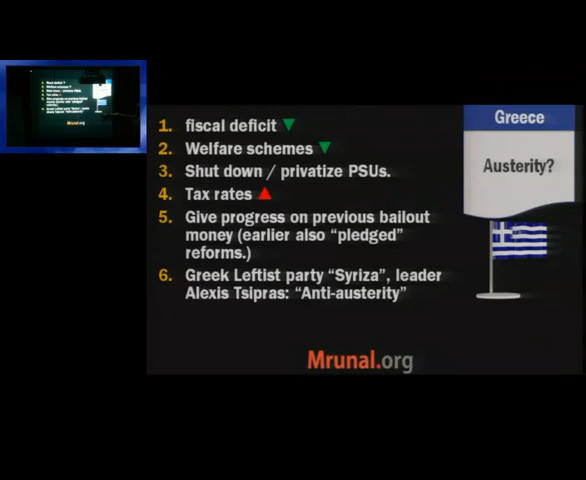 Greece
Austerity?
1. fiscal deficit ▼
2. Welfare schemes ▼
3. Shut down / privatize PSUs.
4. Tax rates ▲
5. Give progress on previous bailout
money (earlier also “pledged”
reforms.)
6. Greek Leftist party “Syriza”, leader
Alexis Tsipras: “Anti-austerity”
Mrunal.org
Mrunal.org